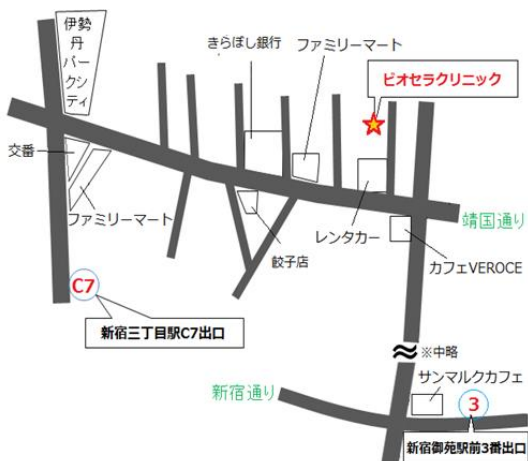 伊勢
丹
パー
クシ
ティ
きらぼし銀行
ファミリーマート
ビオセラクリニック
交番
ファミリーマート
餃子店
レンタカー
靖国通り
カフェVEROCE
C7
新宿三丁目駅C7出口
※中略
サンマルクカフェ
新宿通り
3
新宿御苑駅前3番出口